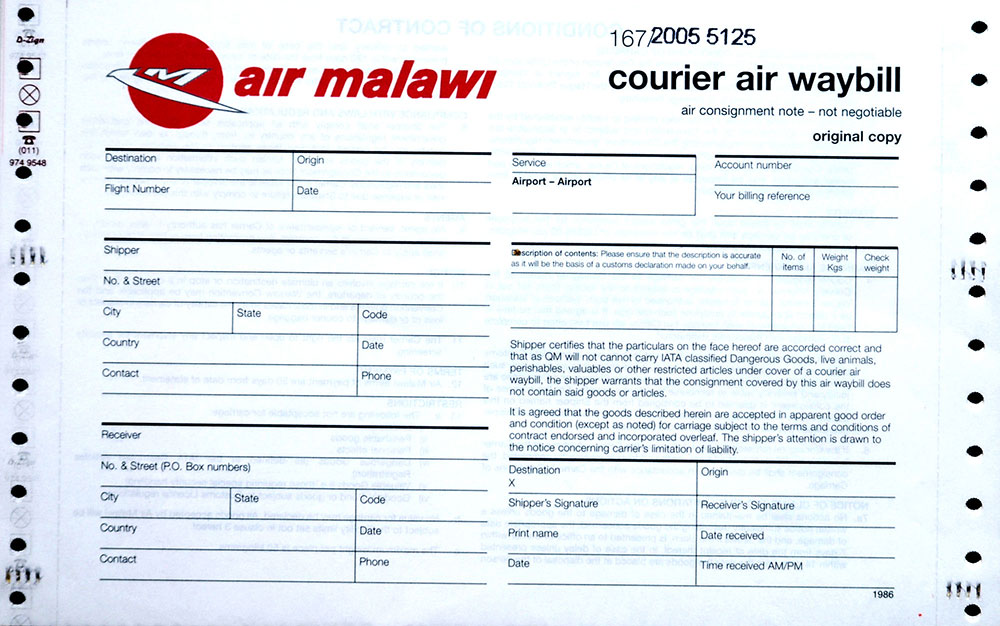 167/2005 5125
D-Zign
(011)
974 9548
air malawi
courier air waybill
air consignment note – not negotiable
original copy
Destination Origin
Flight Number Date
Service
Airport – Airport
Account number
Your billing reference
Shipper
No. & Street
City State Code
Country Date
Contact Phone
Description of contents: Please ensure that the description is accurate
as it will be the basis of a customs declaration made on your behalf.
No. of
items
Weight
Kgs
Check
weight
Shipper certifies that the particulars on the face hereof are accorded correct and
that as QM will not cannot carry IATA classified Dangerous Goods, live animals,
perishables, valuables or other restricted articles under cover of a courier air
waybill, the shipper warrants that the consignment covered by this air waybill does
not contain said goods or articles.
It is agreed that the goods described herein are accepted in apparent good order
and condition (except as noted) for carriage subject to the terms and conditions of
contract endorsed and incorporated overleaf. The shipper's attention is drawn to
the notice concerning carrier's limitation of liability.
Receiver
No. & Street (P.O. Box numbers)
City State Code
Country Date
Contact Phone
Destination Origin
X
Shipper's Signature Receiver's Signature
Print name Date received
Date Time received AM/PM
1986